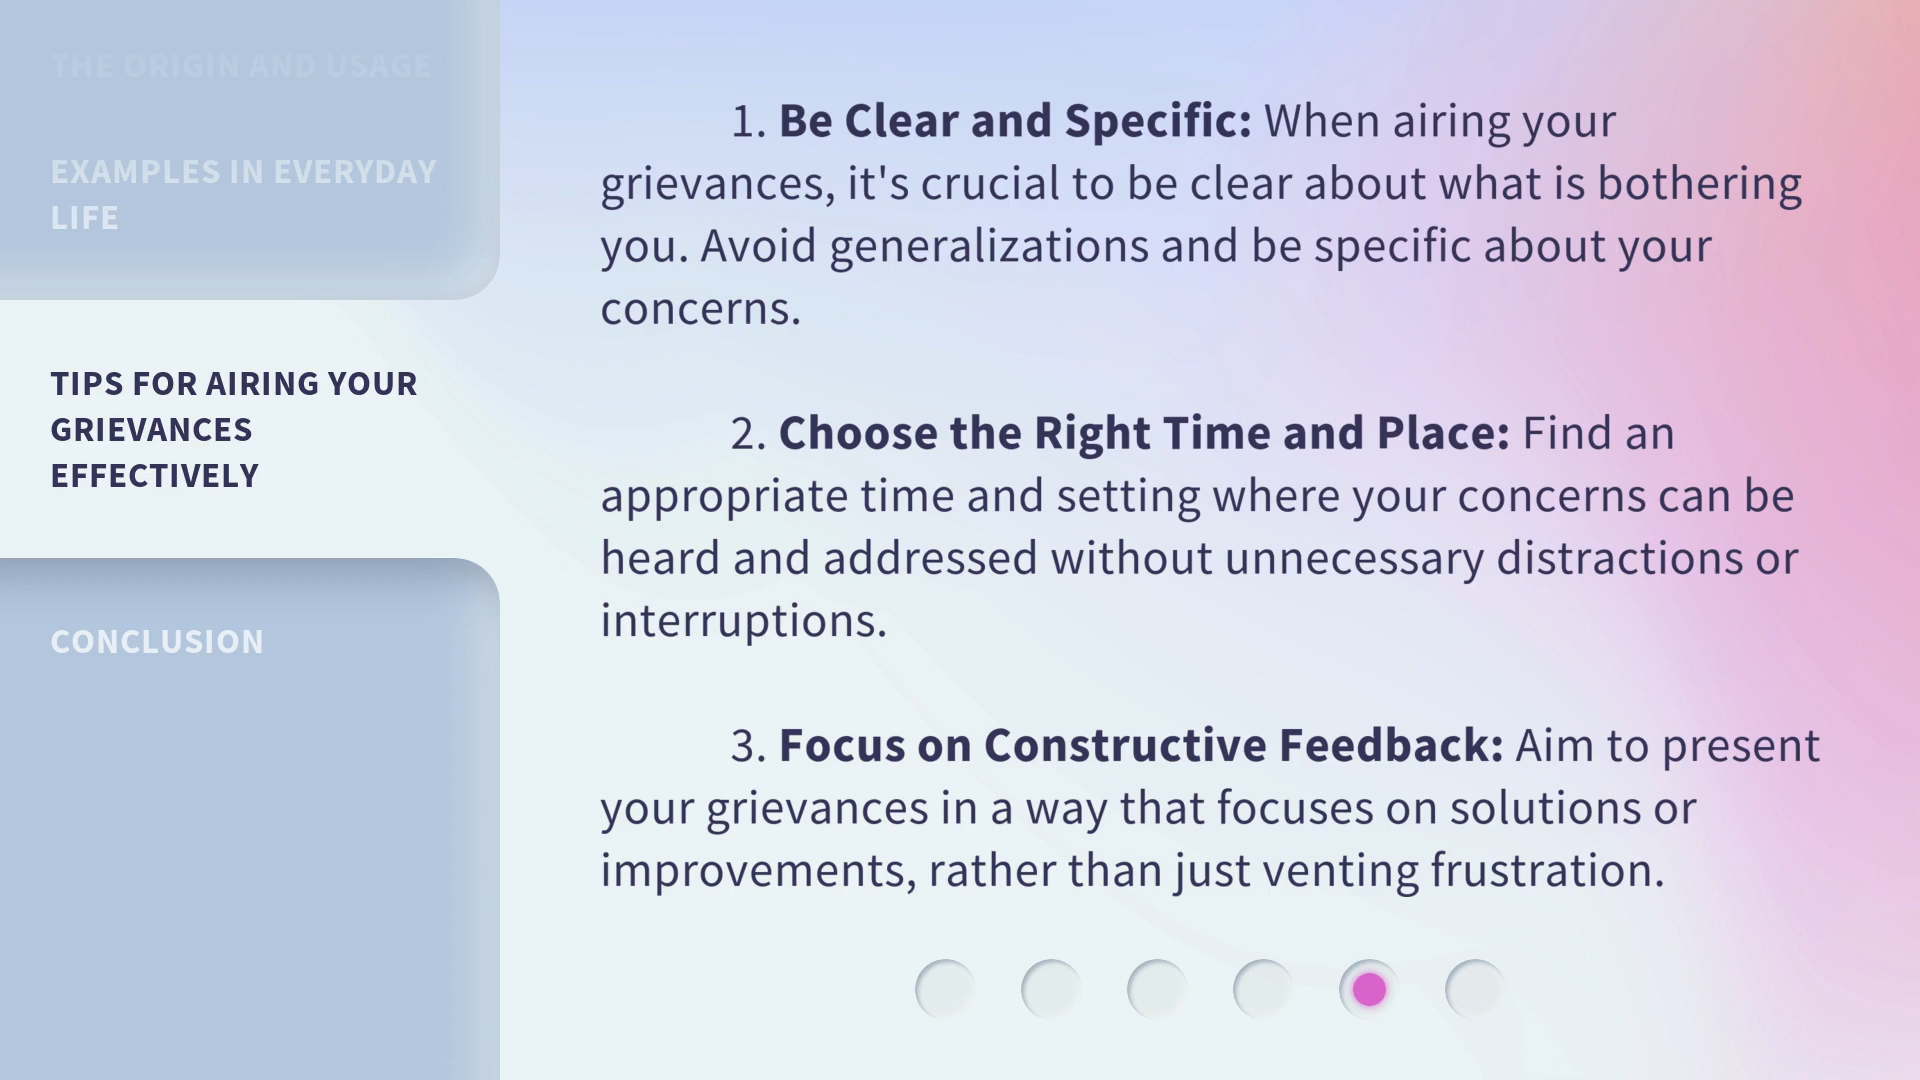 THE ORIGIN AND USAGE
EXAMPLES IN EVERYDAY
LIFE
TIPS FOR AIRING YOUR
GRIEVANCES
EFFECTIVELY
CONCLUSION
1. Be Clear and Specific: When airing your
grievances, it's crucial to be clear about what is bothering
you. Avoid generalizations and be specific about your
concerns.
2. Choose the Right Time and Place: Find an
appropriate time and setting where your concerns can be
heard and addressed without unnecessary distractions or
interruptions.
3. Focus on Constructive Feedback: Aim to present
your grievances in a way that focuses on solutions or
improvements, rather than just venting frustration.